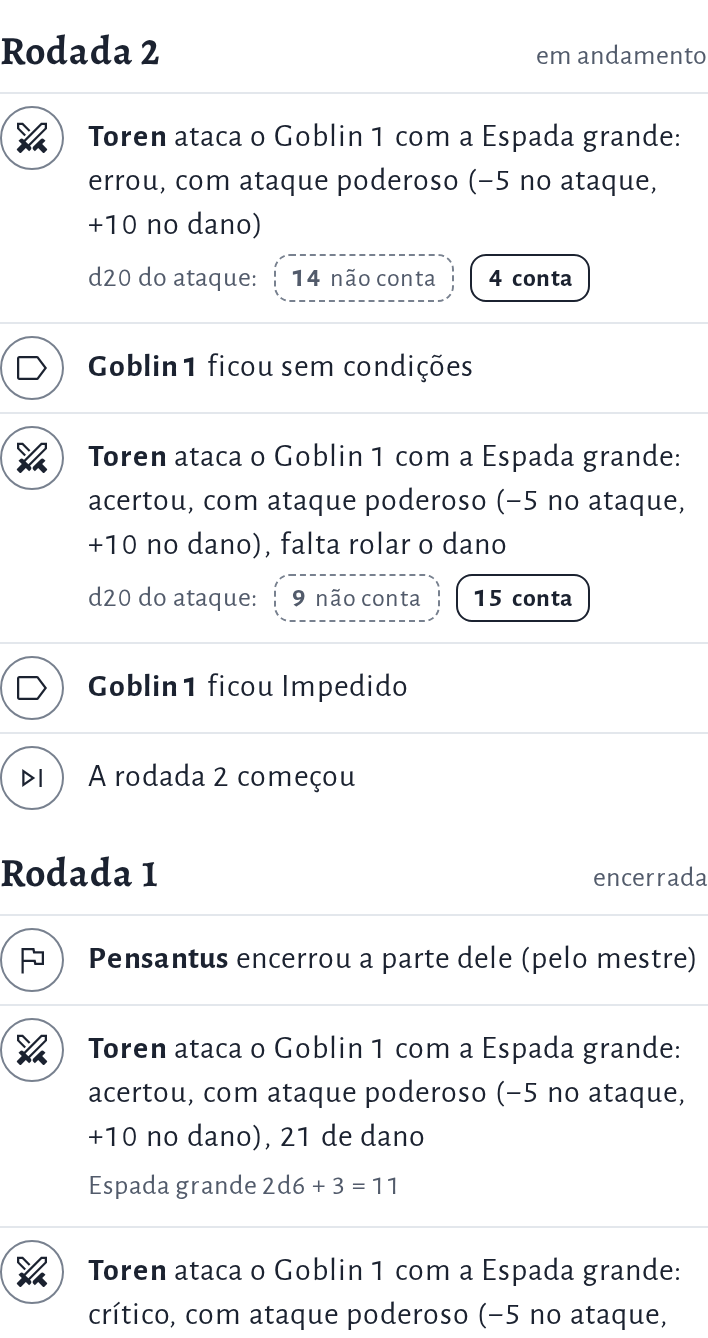 Rodada 2
em andamento
Toren ataca o Goblin 1 com a Espada grande:
errou, com ataque poderoso (−5 no ataque,
+10 no dano)
d20 do ataque: 14 não conta 4 conta
Goblin 1 ficou sem condições
Toren ataca o Goblin 1 com a Espada grande:
acertou, com ataque poderoso (−5 no ataque,
+10 no dano), falta rolar o dano
d20 do ataque: 9 não conta 15 conta
Goblin 1 ficou Impedido
A rodada 2 começou
Rodada 1
encerrada
Pensantus encerrou a parte dele (pelo mestre)
Toren ataca o Goblin 1 com a Espada grande:
acertou, com ataque poderoso (−5 no ataque,
+10 no dano), 21 de dano
Espada grande 2d6 + 3 = 11
Toren ataca o Goblin 1 com a Espada grande:
crítico, com ataque poderoso (−5 no ataque,